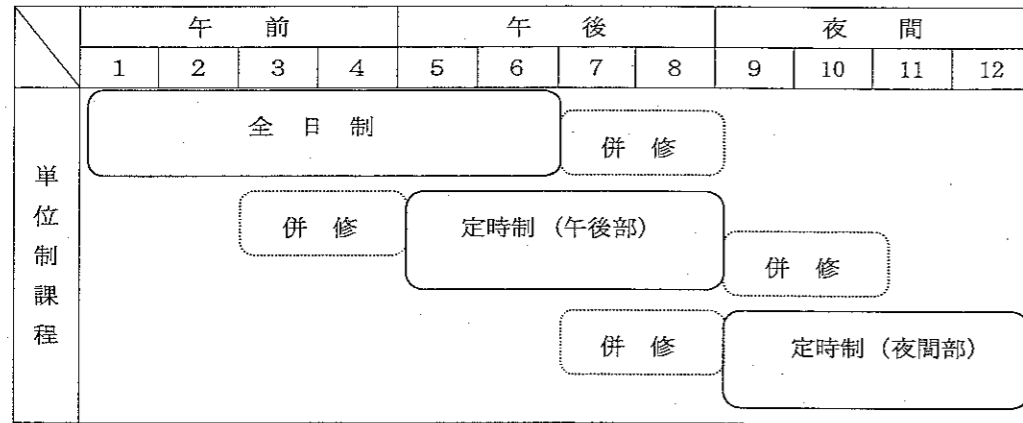 午前 午後 夜間
1 2 3 4 5 6 7 8 9 10 11 12
全日制
併修
単位制課程
併修 定時制（午後部）
併修
併修 定時制（夜間部）